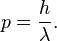 p = h/λ.